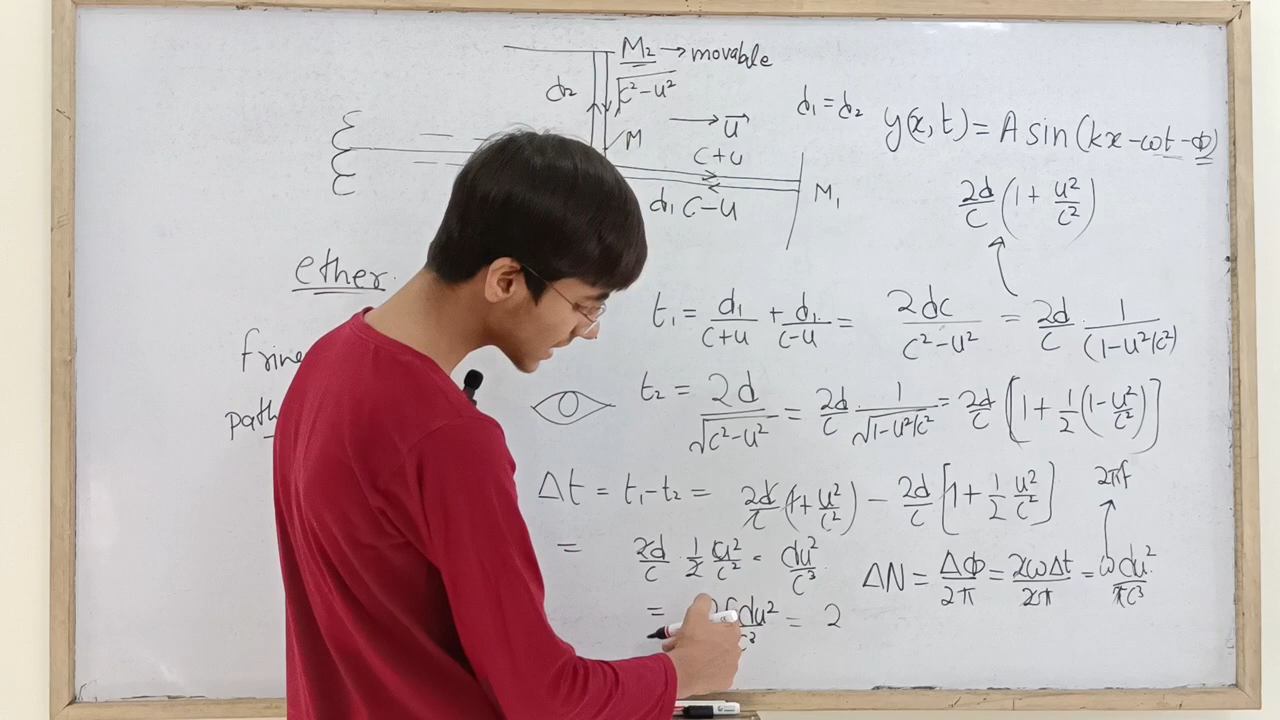 M₂ → movable
d₂ √c²-u²
d₁ = d₂
y(x,t) = A sin(kx-ωt-Φ)
M → u⃗
c+u
M₁
d₁ c-u
2d/c (1 + u²/c²)
ether
t₁ = d₁/c+u + d₁/c-u = 2dc/c²-u² = 2d/c · 1/(1-u²/c²)
t₂ = 2d/√c²-u² = 2d/c · 1/√1-u²/c² = 2d/c [1 + 1/2 (1-u²/c²)]
path
Δt = t₁-t₂ = 2d/c (1+u²/c²) - 2d/c [1 + 1/2 u²/c²]
2πf
= 2d/c · 1/2 u²/c² = du²/c³
ΔN = ΔΦ/2π = 2ωΔt/2π = ωdu²/πc³
= du² = 2